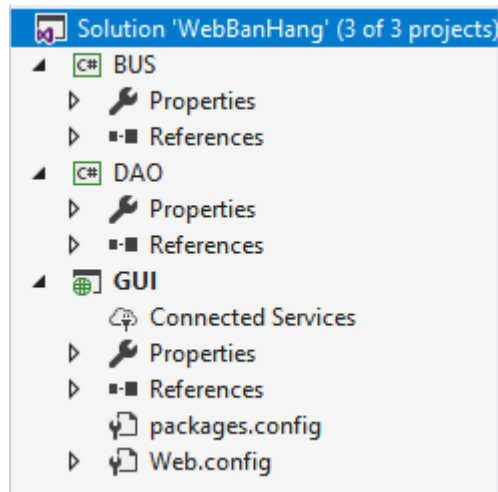 Solution 'WebBanHang' (3 of 3 projects)
C# BUS
Properties
References
C# DAO
Properties
References
GUI
Connected Services
Properties
References
packages.config
Web.config